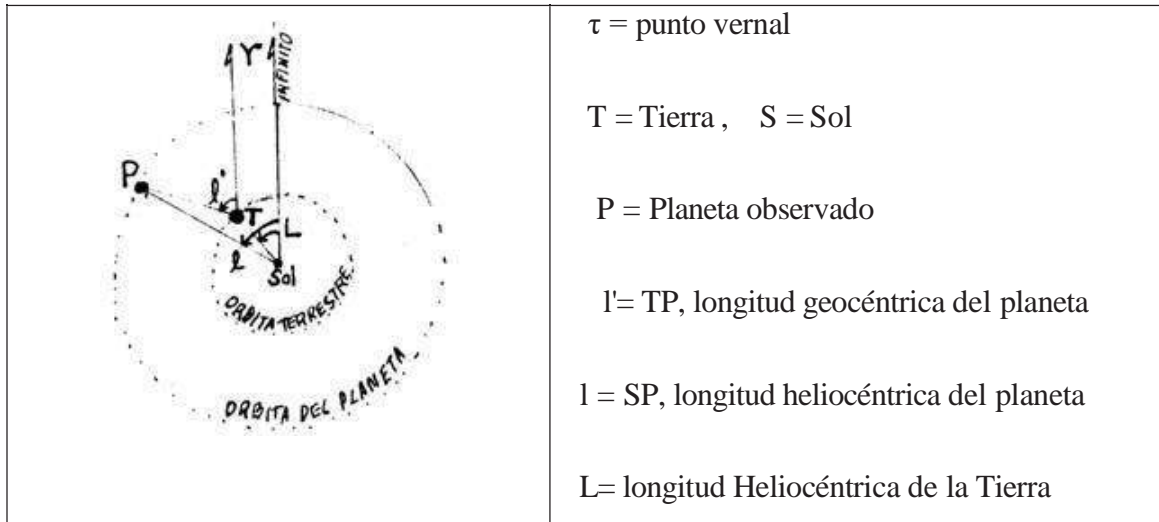 ϒ
INFINITO
P
l'
T
L
l
Sol
ORBITA TERRESTRE
ORBITA DEL PLANETA
τ = punto vernal
T = Tierra , S = Sol
P = Planeta observado
l'= TP, longitud geocéntrica del planeta
l = SP, longitud heliocéntrica del planeta
L= longitud Heliocéntrica de la Tierra